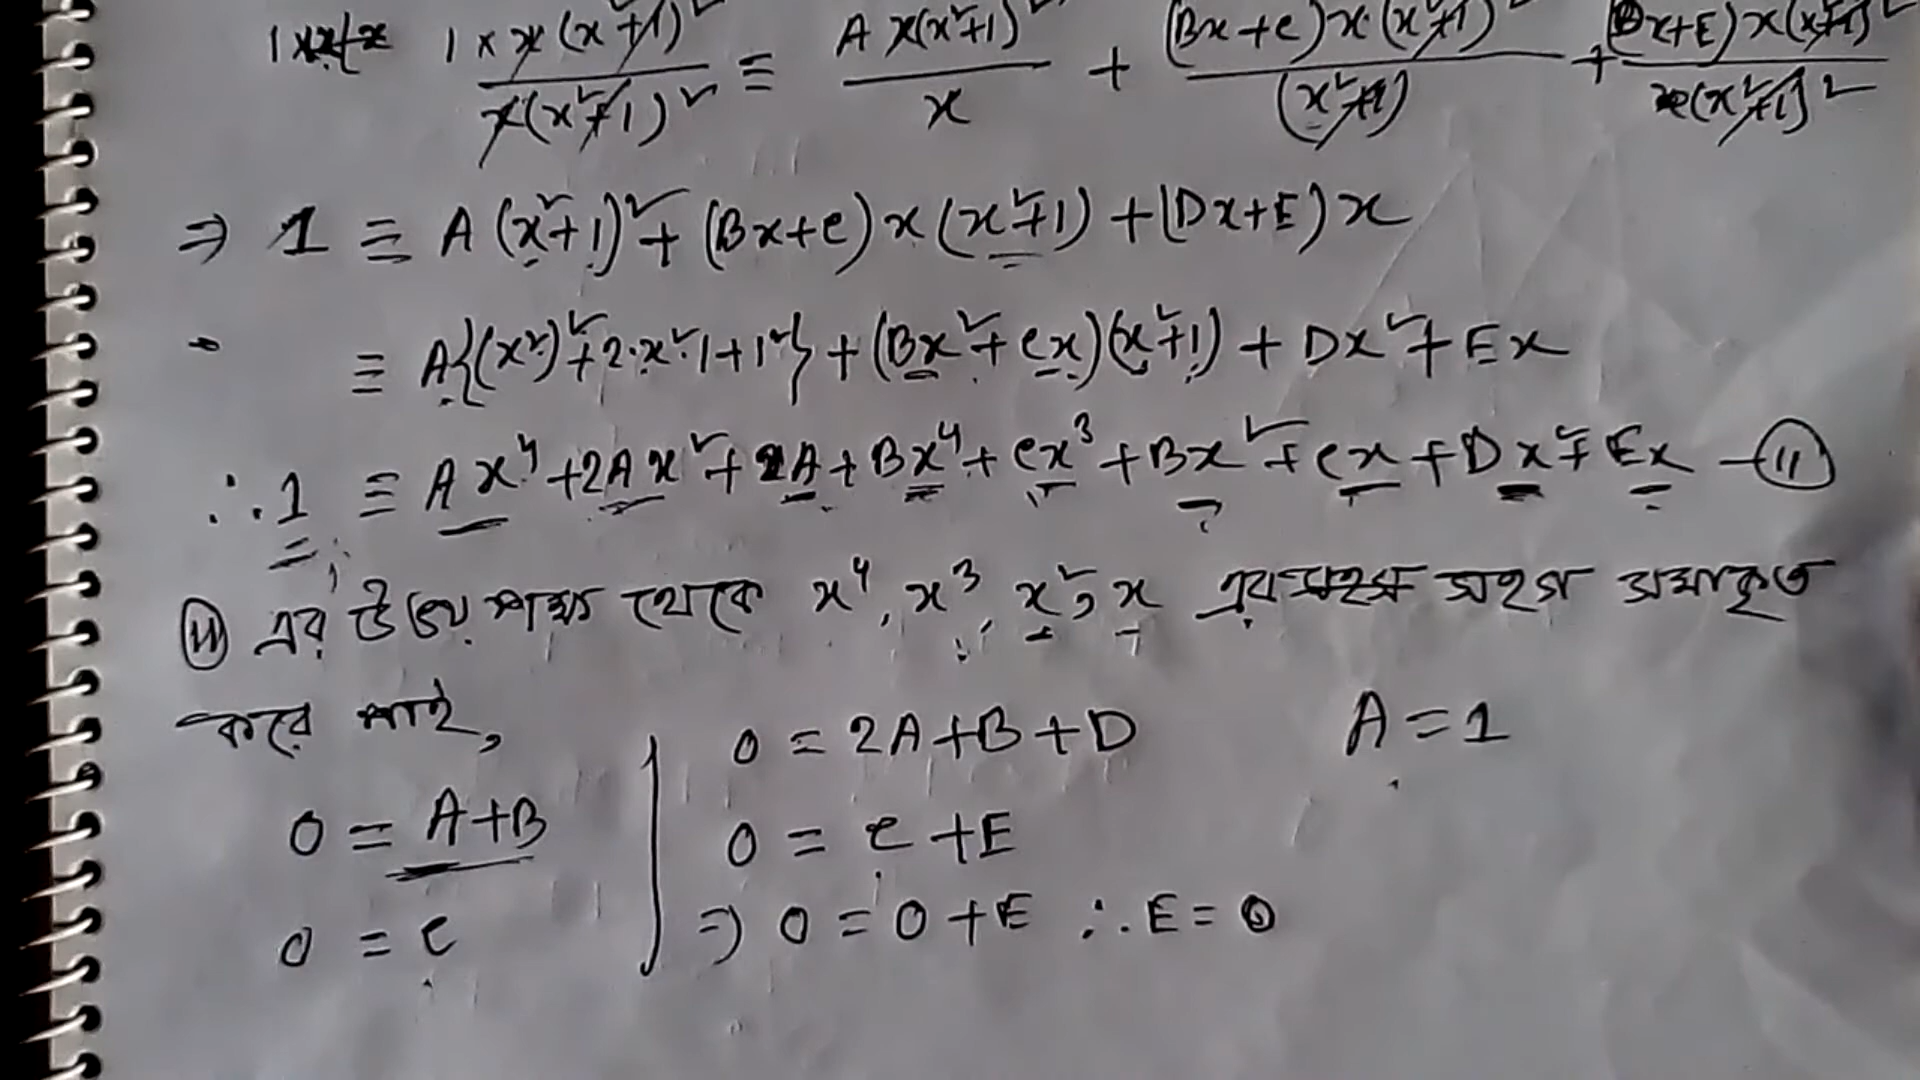 1 × x(x²+1)² / x(x²+1)² ≡ A x(x²+1)² / x + (Bx+c)x(x²+1)² / (x²+1) + (Dx+E)x(x²+1)² / (x²+1)²
⇒ 1 ≡ A(x²+1)² + (Bx+c)x(x²+1) + (Dx+E)x
≡ A{(x²)²+2·x²·1+1²} + (Bx²+cx)(x²+1) + Dx²+Ex
∴ 1 ≡ Ax⁴+2Ax²+A+Bx⁴+cx³+Bx²+cx+Dx²+Ex —(ii)
(ii) এর উভয় পক্ষ থেকে x⁴, x³, x², x এর সহগ সমীকৃত
করে পাই,
0 = A+B
0 = c
0 = 2A+B+D
0 = c+E
⇒ 0 = 0+E ∴ E = 0
A = 1